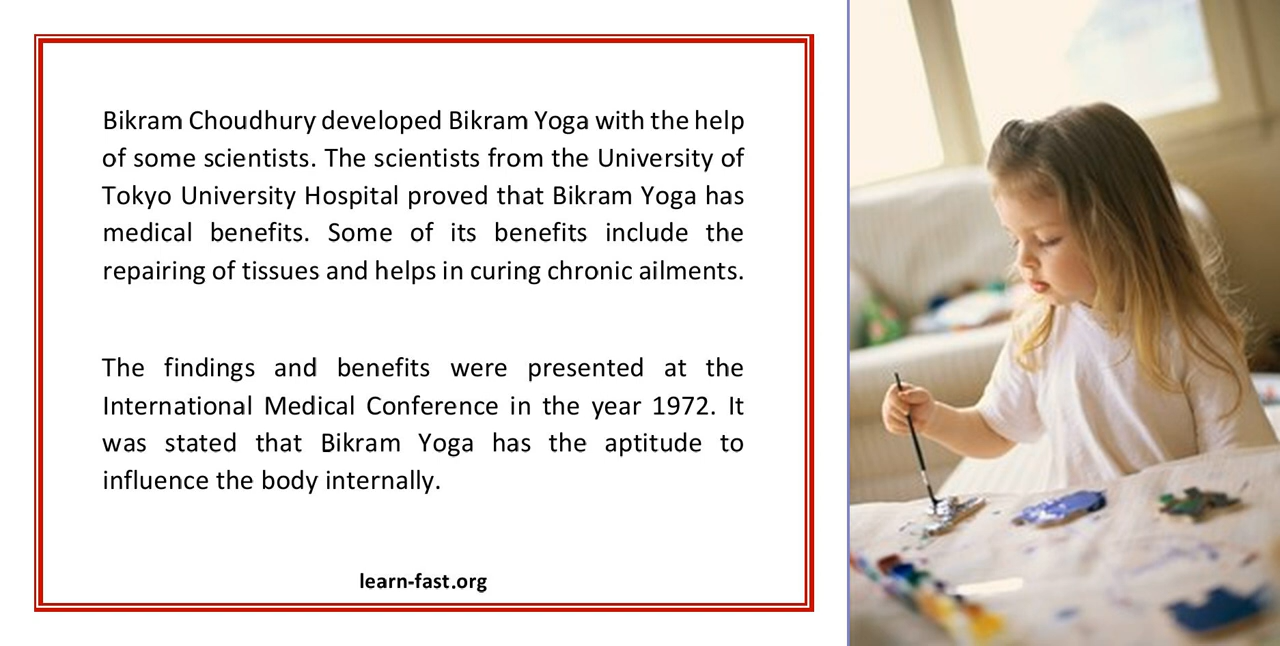 Bikram Choudhury developed Bikram Yoga with the help
of some scientists. The scientists from the University of
Tokyo University Hospital proved that Bikram Yoga has
medical benefits. Some of its benefits include the
repairing of tissues and helps in curing chronic ailments.
The findings and benefits were presented at the
International Medical Conference in the year 1972. It
was stated that Bikram Yoga has the aptitude to
influence the body internally.
learn-fast.org